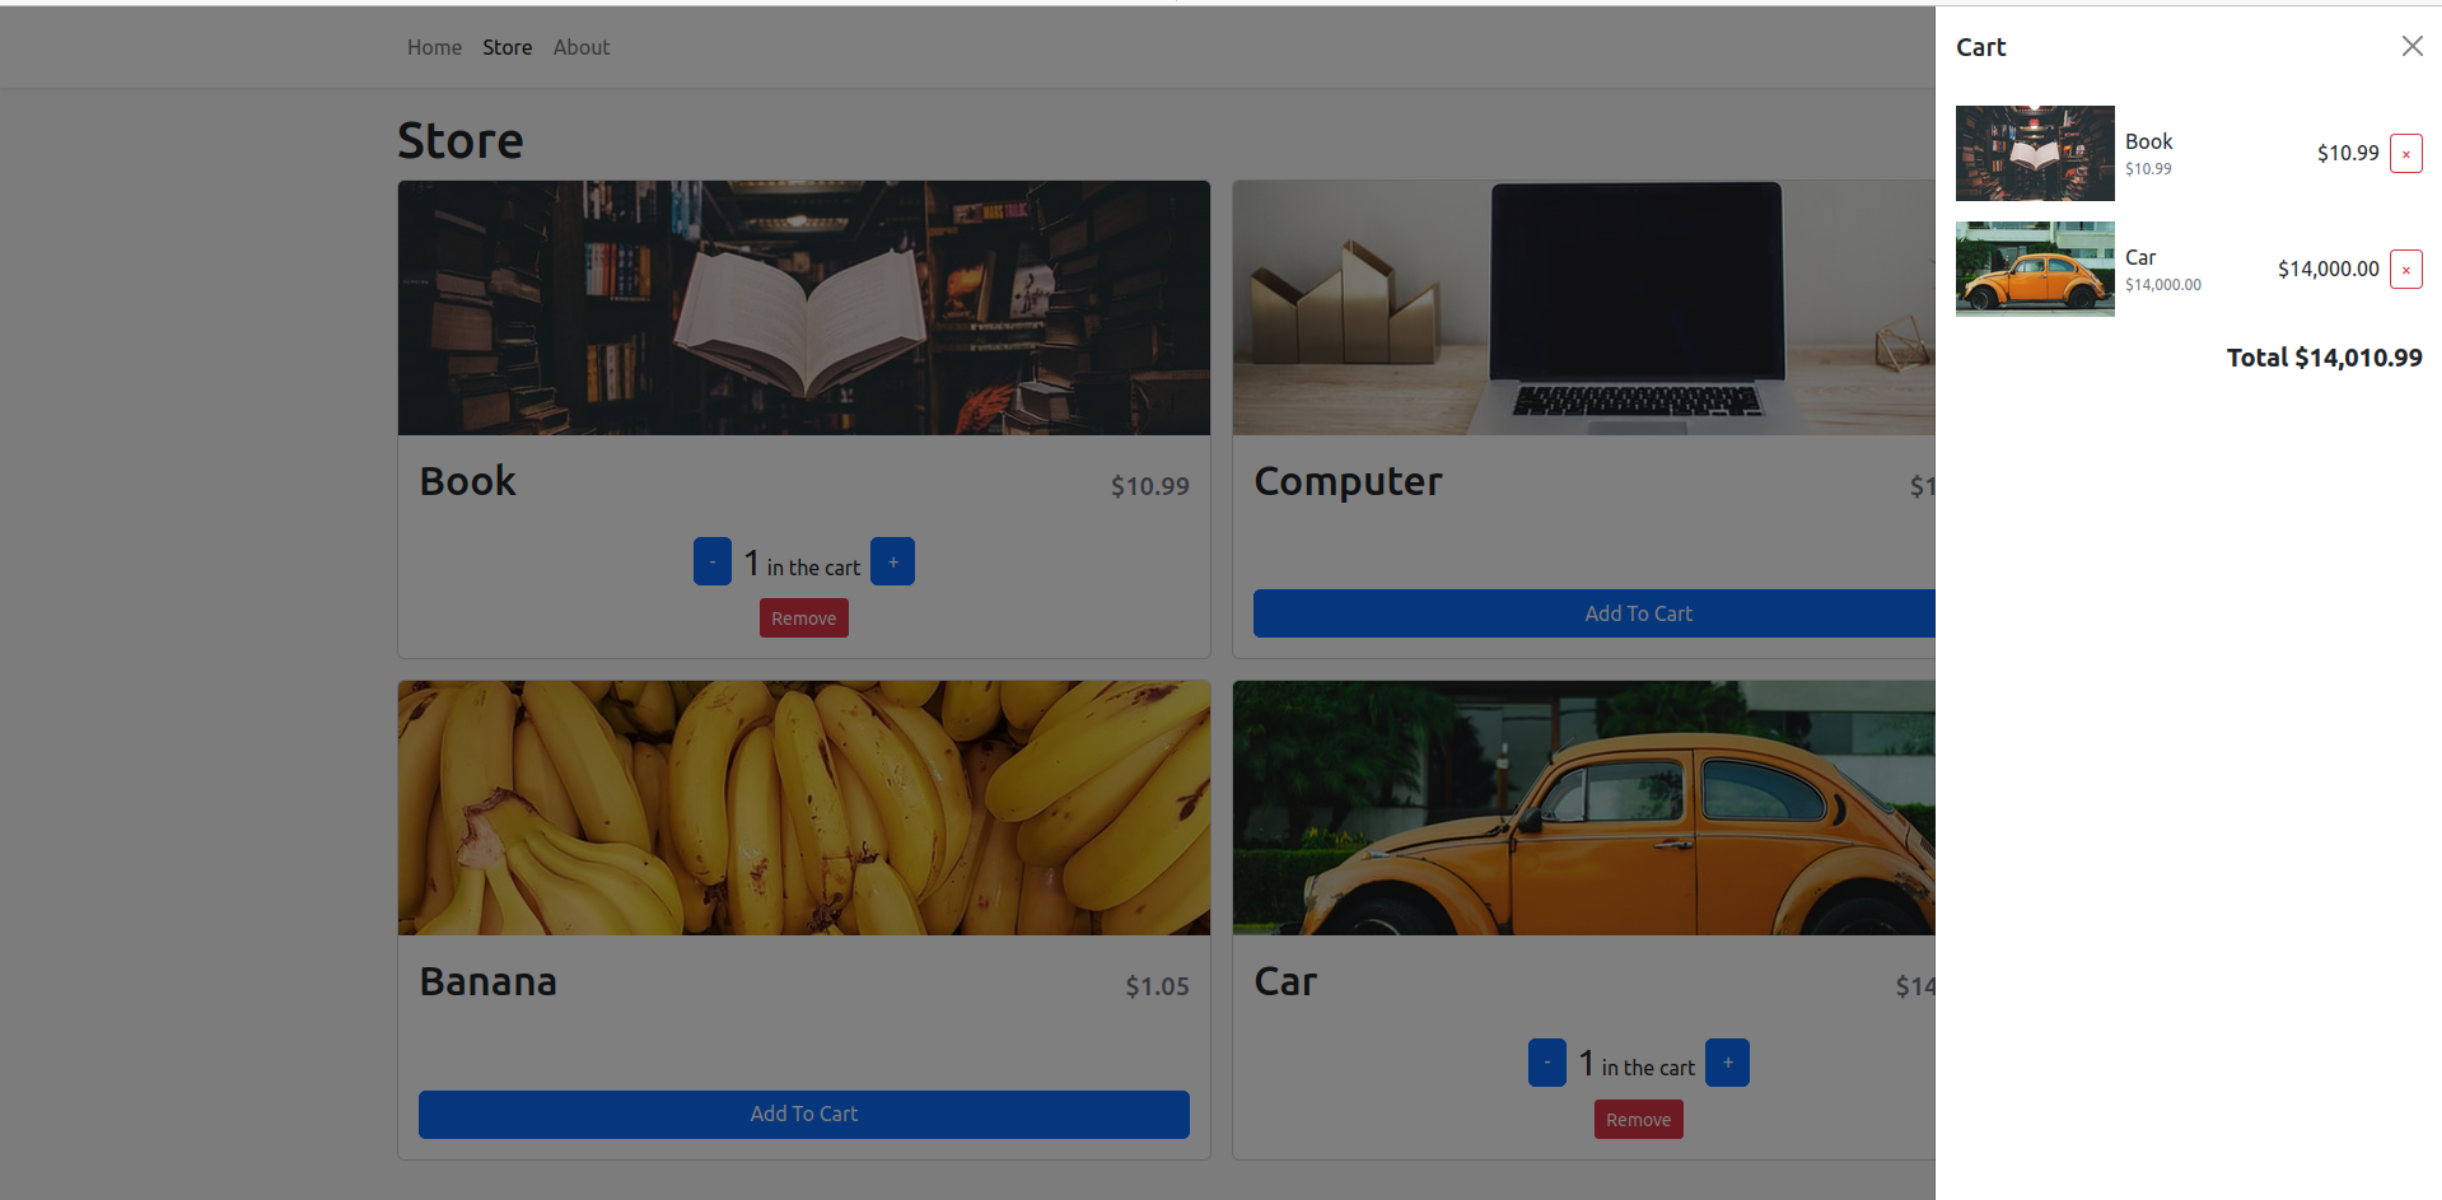 Home Store About
Store
Book $10.99
- 1 in the cart +
Remove
Computer $1
Add To Cart
Banana $1.05
Add To Cart
Car $14
- 1 in the cart +
Remove
Cart
Book
$10.99
$10.99 ×
Car
$14,000.00
$14,000.00 ×
Total $14,010.99